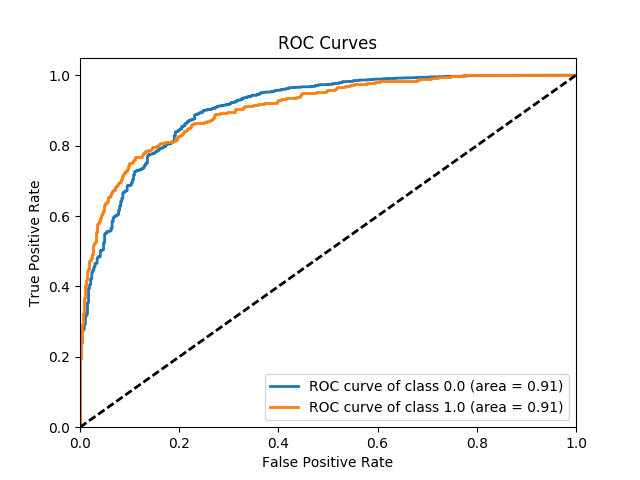 ROC Curves
True Positive Rate
1.0
0.8
0.6
0.4
0.2
0.0
ROC curve of class 0.0 (area = 0.91)
ROC curve of class 1.0 (area = 0.91)
0.0 0.2 0.4 0.6 0.8 1.0
False Positive Rate